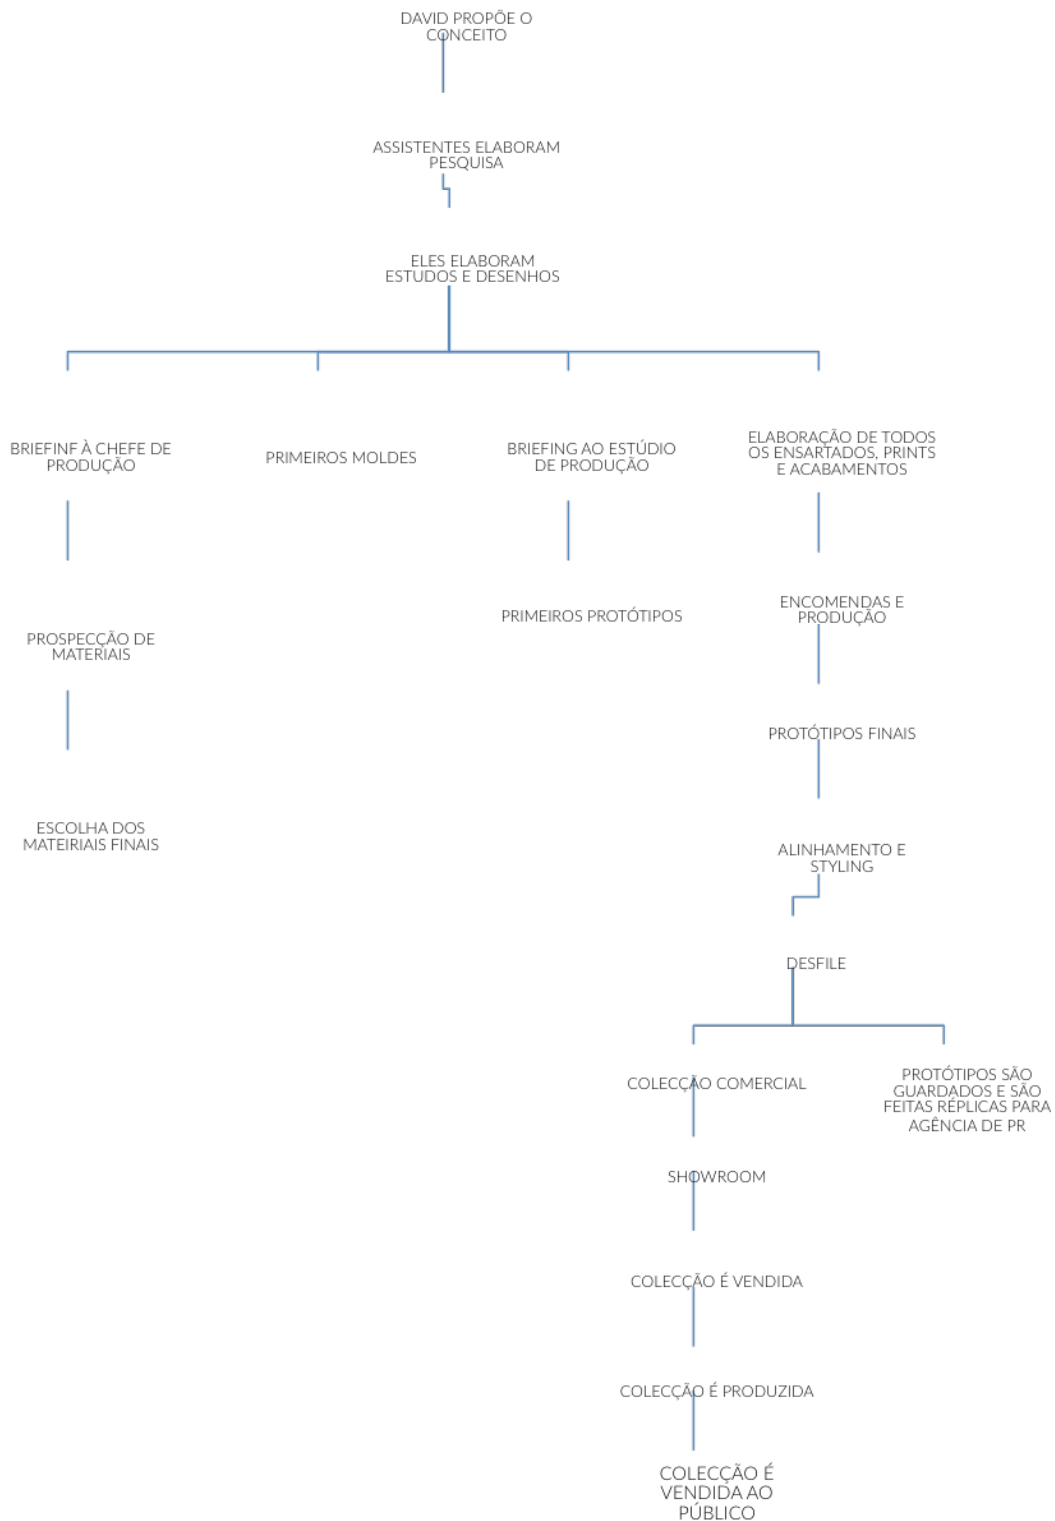 DAVID PROPÕE O
CONCEITO
ASSISTENTES ELABORAM
PESQUISA
ELES ELABORAM
ESTUDOS E DESENHOS
BRIEFINF À CHEFE DE
PRODUÇÃO
PRIMEIROS MOLDES
BRIEFING AO ESTÚDIO
DE PRODUÇÃO
ELABORAÇÃO DE TODOS
OS ENSARTADOS, PRINTS
E ACABAMENTOS
PROSPECÇÃO DE
MATERIAIS
PRIMEIROS PROTÓTIPOS
ENCOMENDAS E
PRODUÇÃO
PROTÓTIPOS FINAIS
ESCOLHA DOS
MATEIRIAIS FINAIS
ALINHAMENTO E
STYLING
DESFILE
COLECÇÃO COMERCIAL
PROTÓTIPOS SÃO
GUARDADOS E SÃO
FEITAS RÉPLICAS PARA
AGÊNCIA DE PR
SHOWROOM
COLECÇÃO É VENDIDA
COLECÇÃO É PRODUZIDA
COLECÇÃO É
VENDIDA AO
PÚBLICO